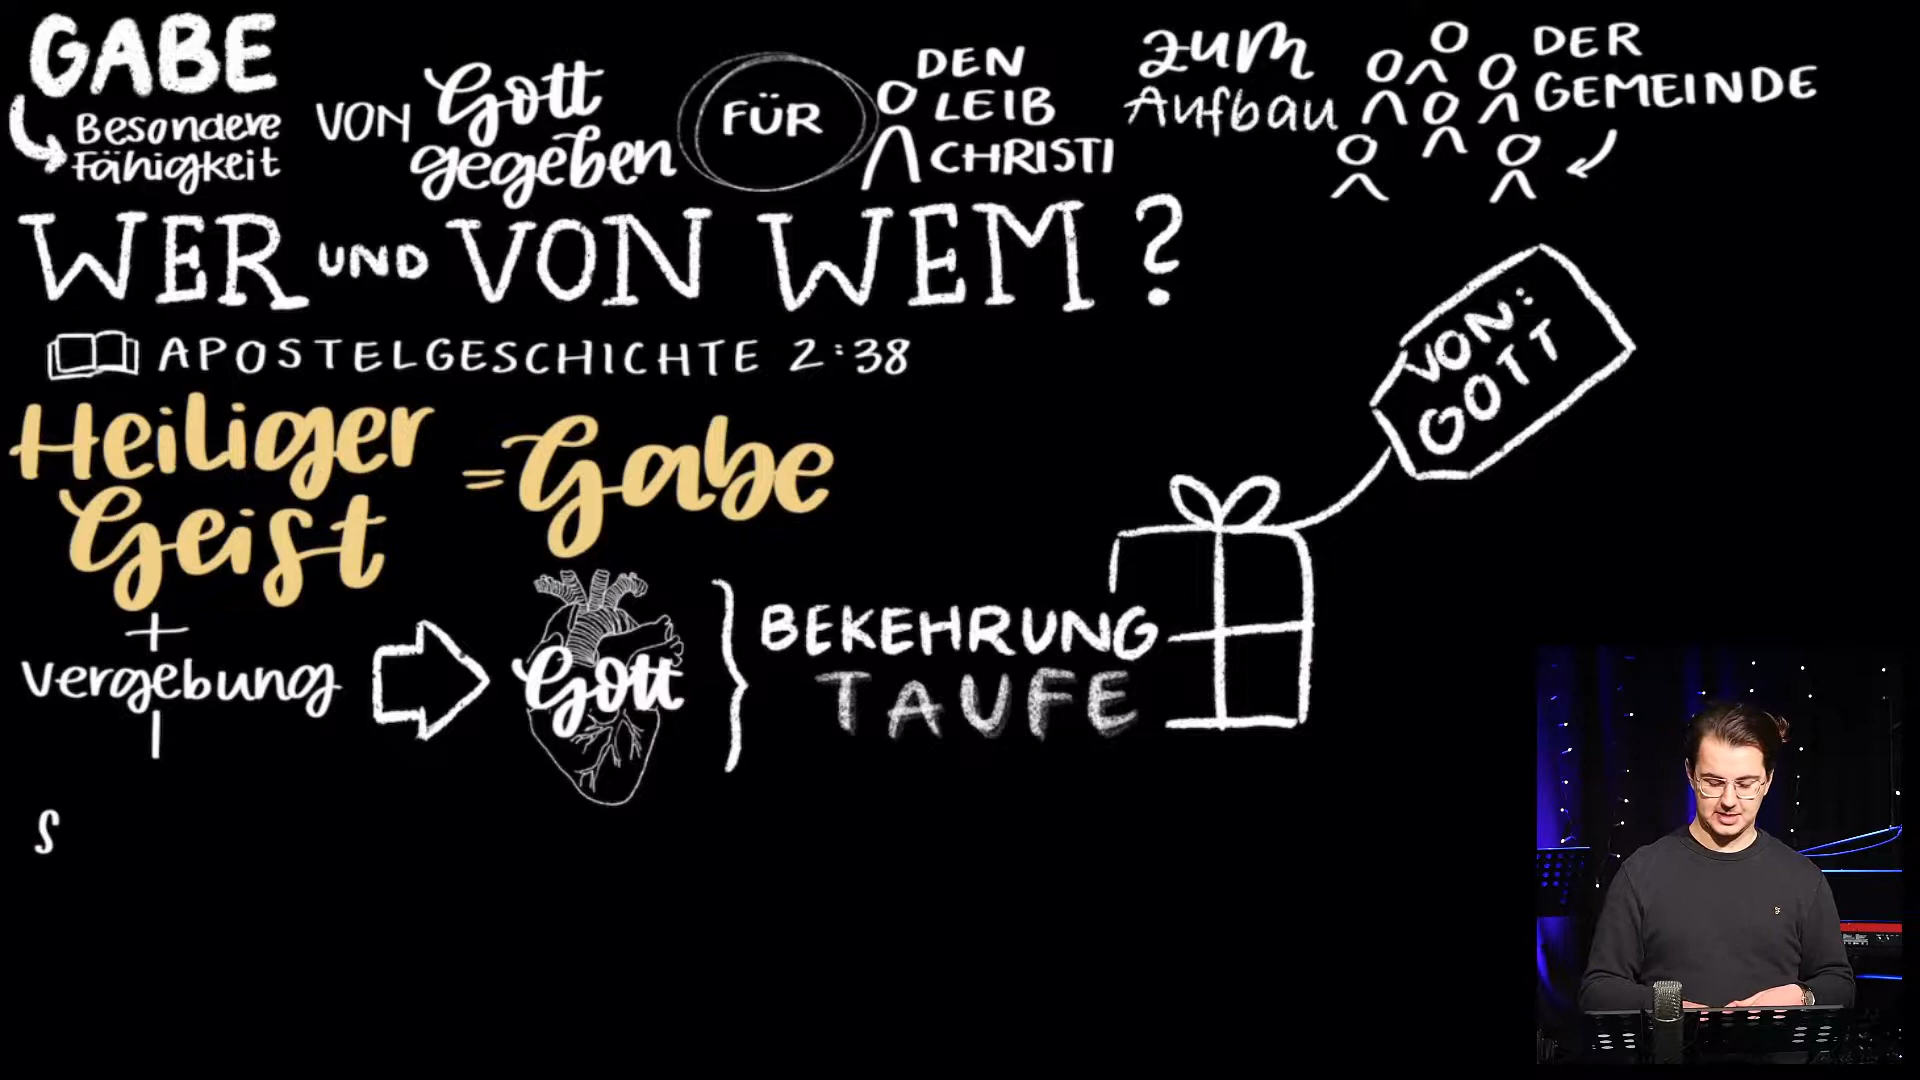 GABE
Besondere
Fähigkeit
VON Gott
gegeben
FÜR
DEN
LEIB
CHRISTI
zum
Aufbau
DER
GEMEINDE
WER UND VON WEM ?
APOSTELGESCHICHTE 2:38
VON:
GOTT
Heiliger
Geist
= Gabe
+
Vergebung
Gott
BEKEHRUNG
TAUFE
S